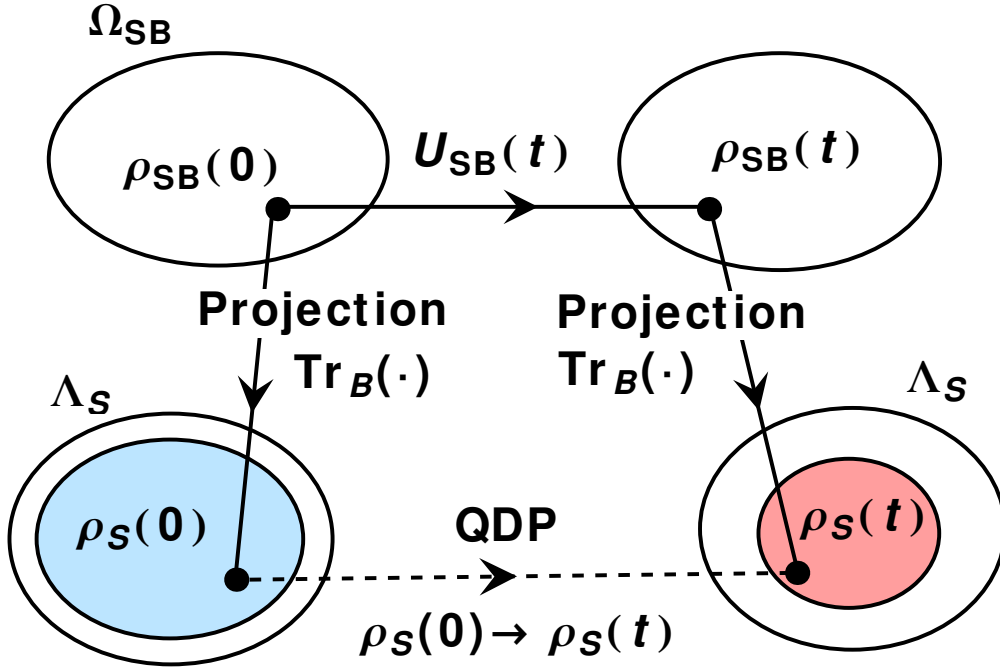 Ω_SB
ρ_SB(0)
U_SB(t)
ρ_SB(t)
Projection
Tr_B(·)
Projection
Tr_B(·)
Λ_S
Λ_S
ρ_S(0)
QDP
ρ_S(t)
ρ_S(0)→ ρ_S(t)